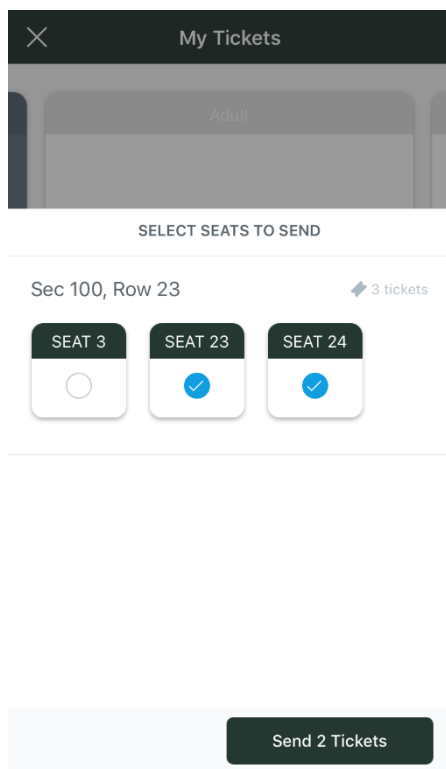 My Tickets
Adult
SELECT SEATS TO SEND
Sec 100, Row 23
3 tickets
SEAT 3
SEAT 23
SEAT 24
Send 2 Tickets